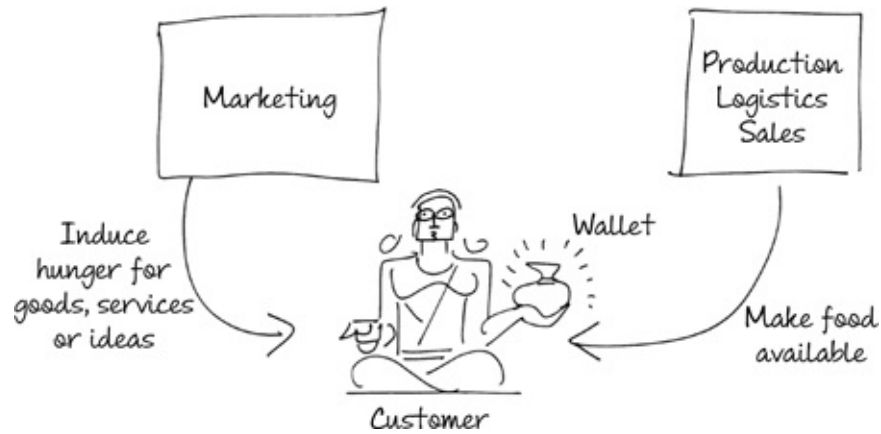 Marketing
Production
Logistics
Sales
Induce
hunger for
goods, services
or ideas
Wallet
Make food
available
Customer